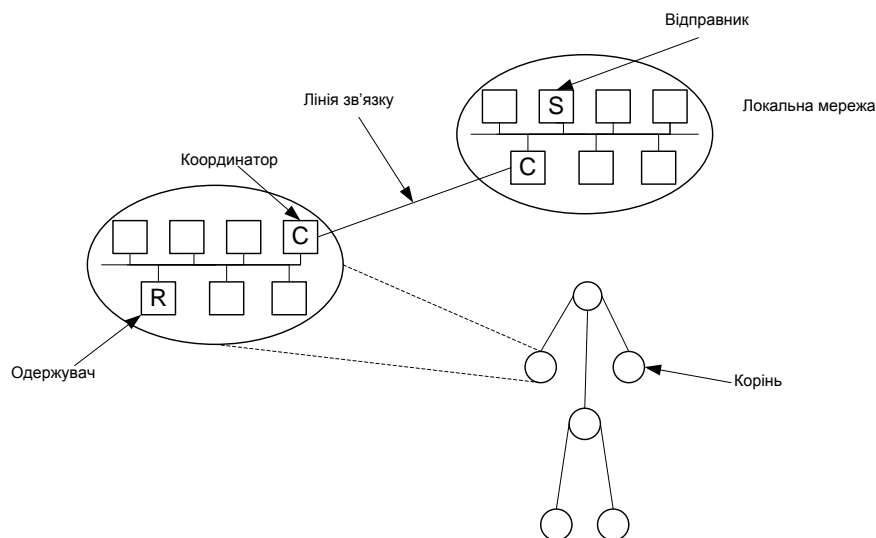 Відправник
Лінія зв'язку
S
Локальна мережа
Координатор
C
C
R
Одержувач
Корінь